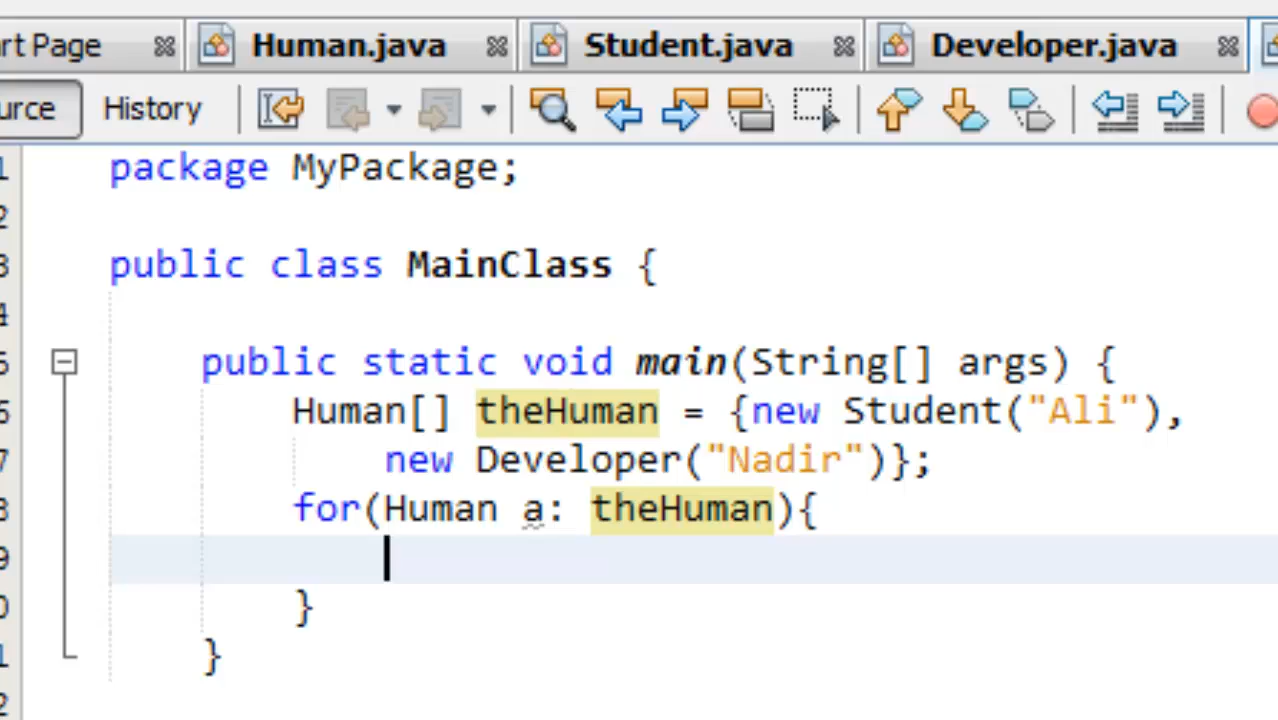 rt Page Human.java Student.java Developer.java
urce History
1 package MyPackage;
2
3 public class MainClass {
4
5 public static void main(String[] args) {
6 Human[] theHuman = {new Student("Ali"),
7 new Developer("Nadir")};
8 for(Human a: theHuman){
9
0 }
1 }
2